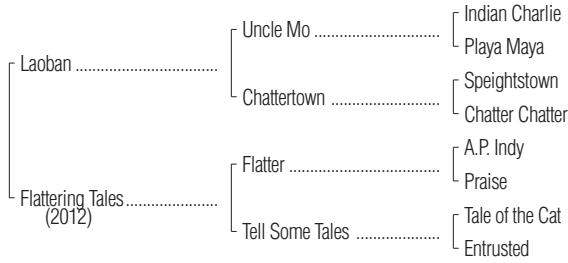 Indian Charlie
Uncle Mo
Playa Maya
Laoban
Speightstown
Chattertown
Chatter Chatter
A.P. Indy
Flatter
Praise
Flattering Tales
(2012)
Tale of the Cat
Tell Some Tales
Entrusted